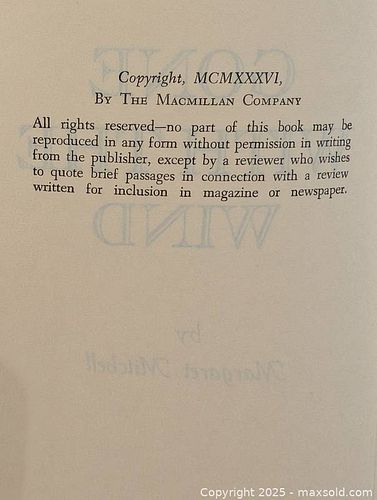 Copyright, MCMXXXVI,
By The Macmillan Company
All rights reserved—no part of this book may be
reproduced in any form without permission in writing
from the publisher, except by a reviewer who wishes
to quote brief passages in connection with a review
written for inclusion in magazine or newspaper.
GONE
WIND
by
Margaret Mitchell
Copyright © 2025 - maxsold.com